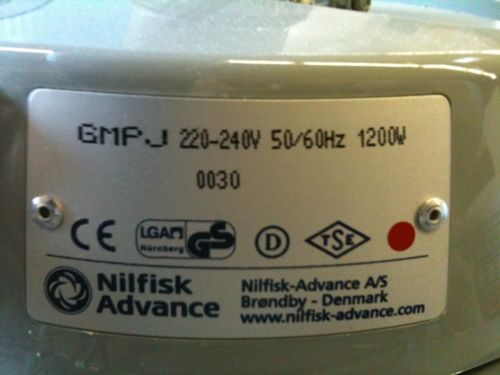 GMPJ 220-240V 50/60Hz 1200W
0030
CE LGA Nürnberg GS D TSE
Nilfisk Advance
Nilfisk-Advance A/S
Brøndby - Denmark
www.nilfisk-advance.com